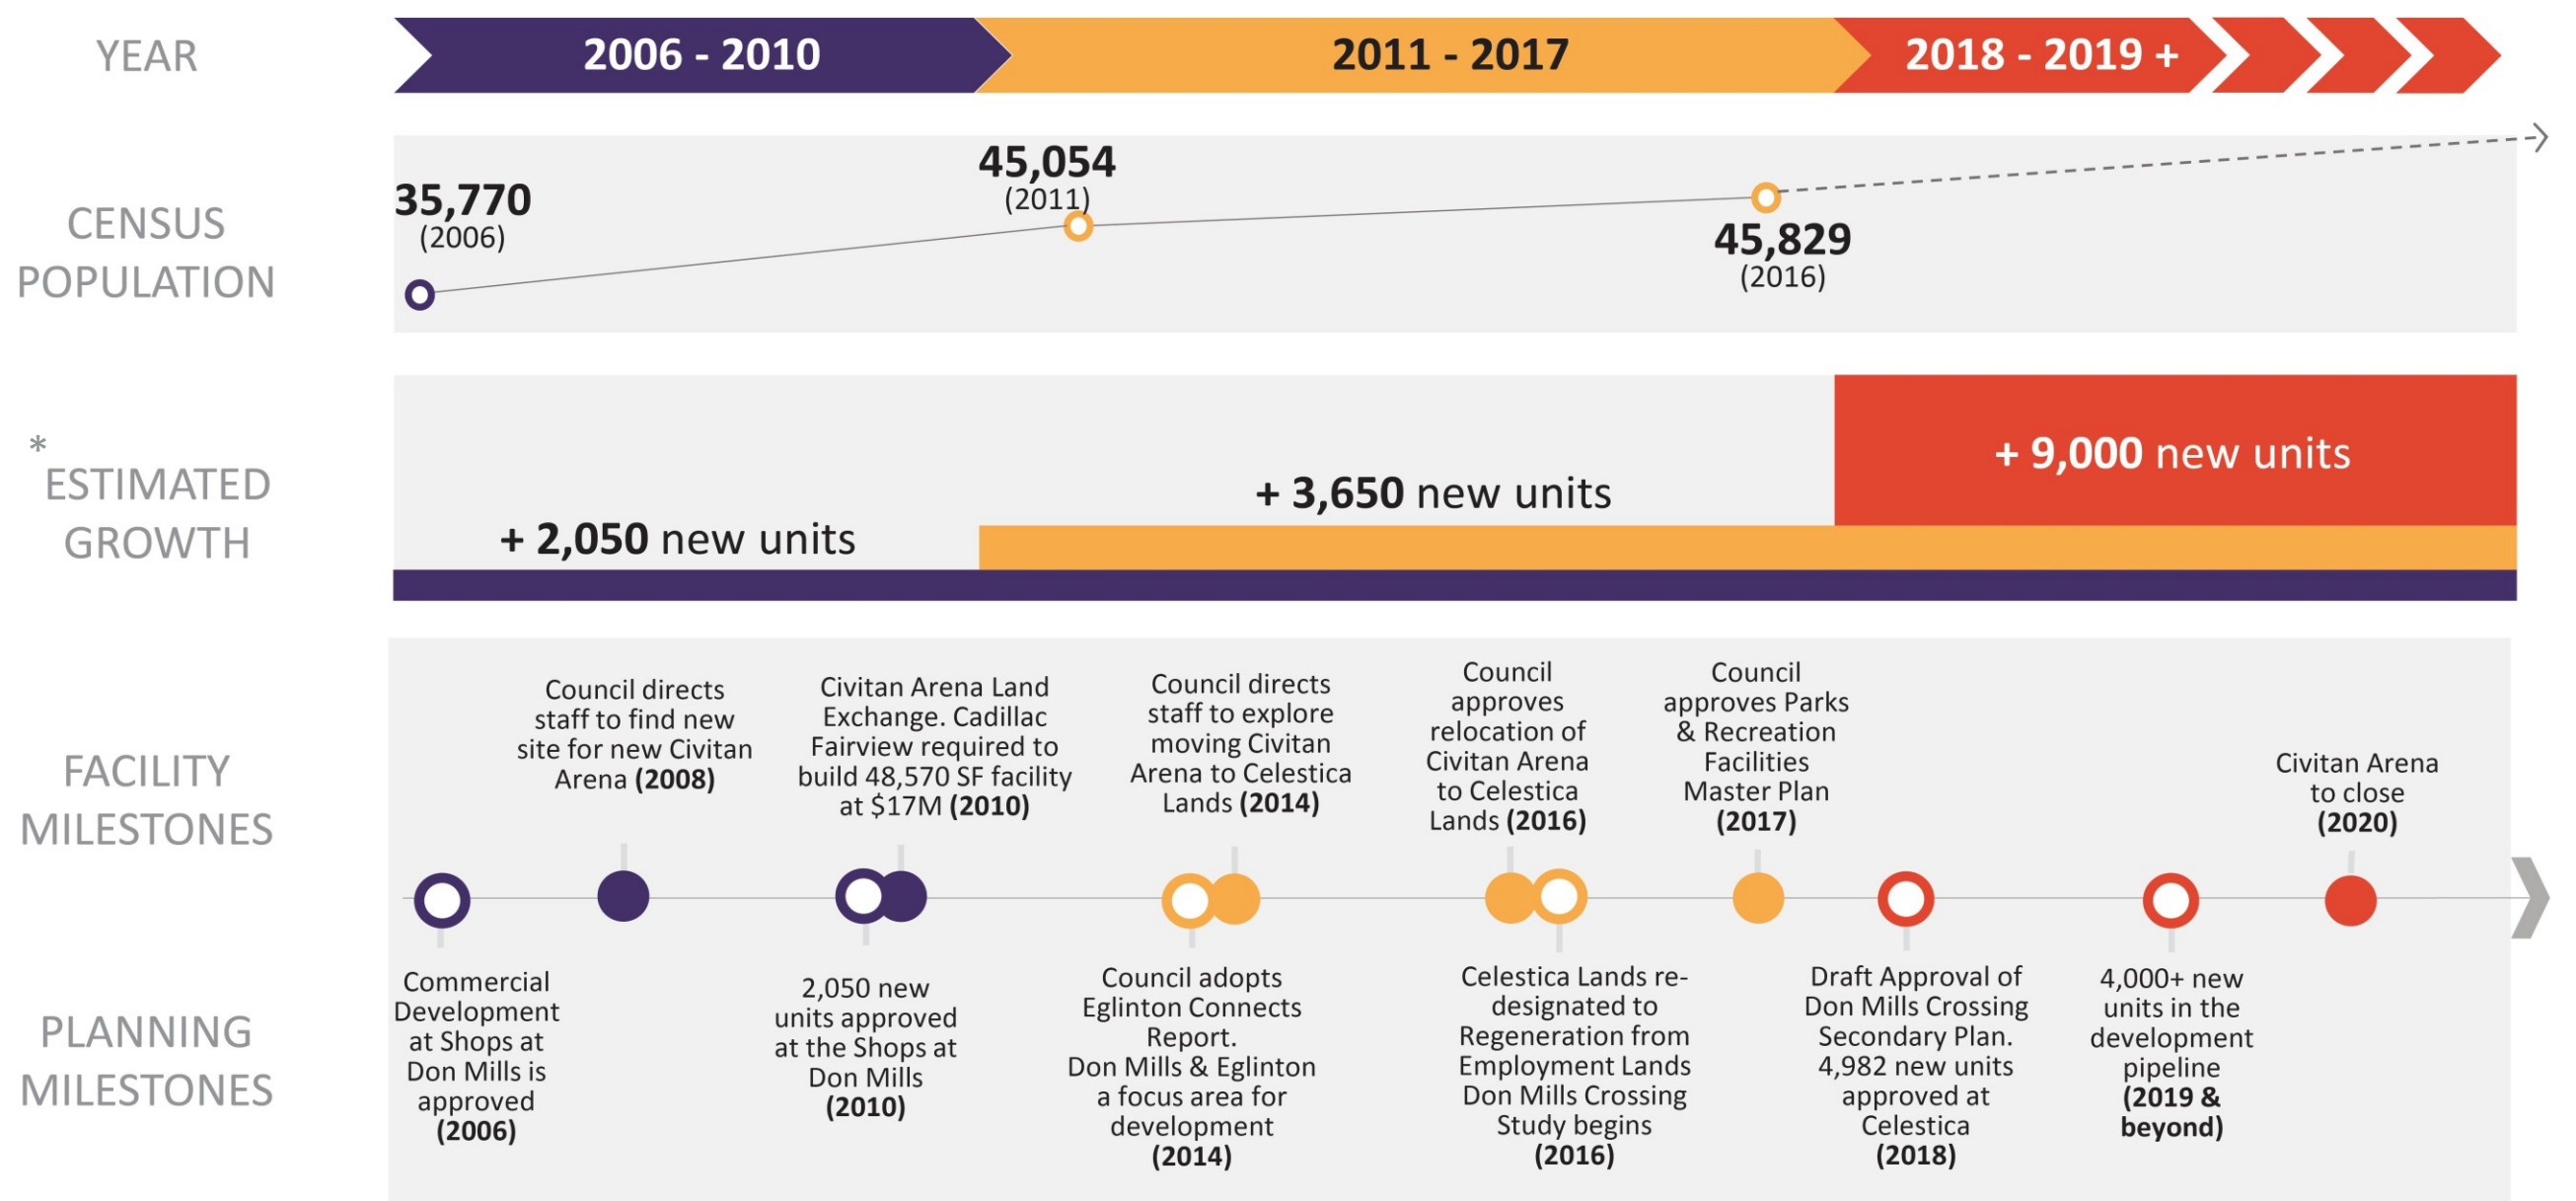 YEAR
2006 - 2010
2011 - 2017
2018 - 2019 +
CENSUS
POPULATION
35,770
(2006)
45,054
(2011)
45,829
(2016)
*
ESTIMATED
GROWTH
+ 2,050 new units
+ 3,650 new units
+ 9,000 new units
FACILITY
MILESTONES
Council directs
staff to find new
site for new Civitan
Arena (2008)
Civitan Arena Land
Exchange. Cadillac
Fairview required to
build 48,570 SF facility
at $17M (2010)
Council directs
staff to explore
moving Civitan
Arena to Celestica
Lands (2014)
Council
approves
relocation of
Civitan Arena
to Celestica
Lands (2016)
Council
approves Parks
& Recreation
Facilities
Master Plan
(2017)
Civitan Arena
to close
(2020)
PLANNING
MILESTONES
Commercial
Development
at Shops at
Don Mills is
approved
(2006)
2,050 new
units approved
at the Shops at
Don Mills
(2010)
Council adopts
Eglinton Connects
Report.
Don Mills & Eglinton
a focus area for
development
(2014)
Celestica Lands re-
designated to
Regeneration from
Employment Lands
Don Mills Crossing
Study begins
(2016)
Draft Approval of
Don Mills Crossing
Secondary Plan.
4,982 new units
approved at
Celestica
(2018)
4,000+ new
units in the
development
pipeline
(2019 &
beyond)